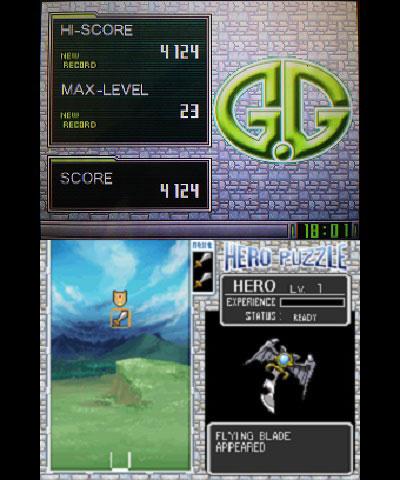 HI-SCORE
NEW
RECORD
4124
MAX-LEVEL
NEW
RECORD
23
G.G
SCORE
4124
18:01
NEXT
HERO PUZZLE
HERO Lv. 1
EXPERIENCE
STATUS: READY
FLYING BLADE
APPEARED